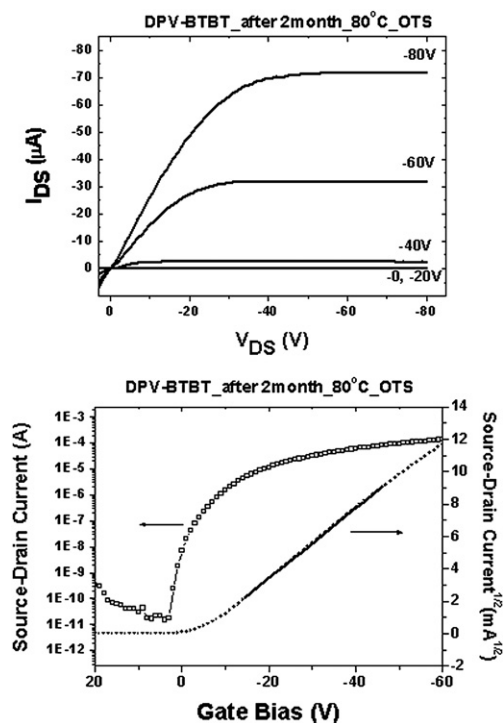 DPV-BTBT_after 2month_80°C_OTS
-80
-70
-60
-50
-40
-30
-20
-10
0
I_DS (μA)
-80V
-60V
-40V
-0, -20V
0
-20
-40
-60
-80
V_DS (V)
DPV-BTBT_after 2month_80°C_OTS
Source-Drain Current (A)
1E-3
1E-4
1E-5
1E-6
1E-7
1E-8
1E-9
1E-10
1E-11
1E-12
14
12
10
8
6
4
2
0
-2
Source-Drain Current^1/2(mA^1/2)
20
0
-20
-40
-60
Gate Bias (V)